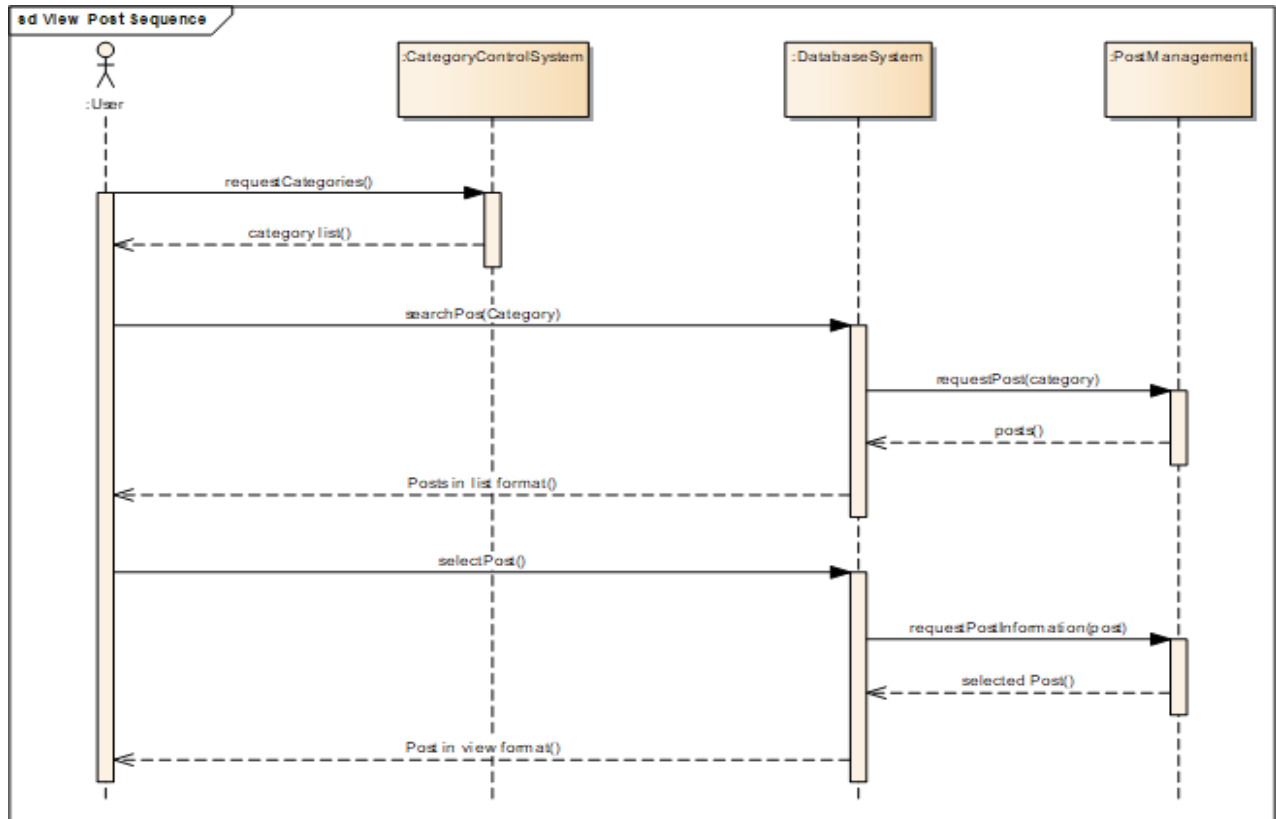 sd View Post Sequence
:User
:CategoryControlSystem
:DatabaseSystem
:PostManagement
requestCategories()
category list()
searchPos(Category)
requestPost(category)
posts()
Posts in list format()
selectPost()
requestPostInformation(post)
selected Post()
Post in view format()